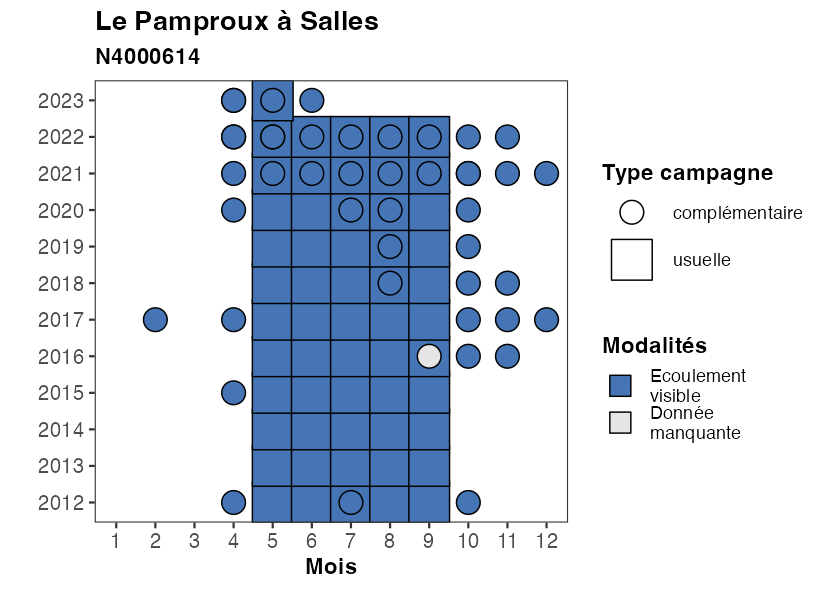 Le Pamproux à Salles
N4000614
2023
2022
2021
2020
2019
2018
2017
2016
2015
2014
2013
2012
1 2 3 4 5 6 7 8 9 10 11 12
Mois
Type campagne
complémentaire
usuelle
Modalités
Ecoulement
visible
Donnée
manquante